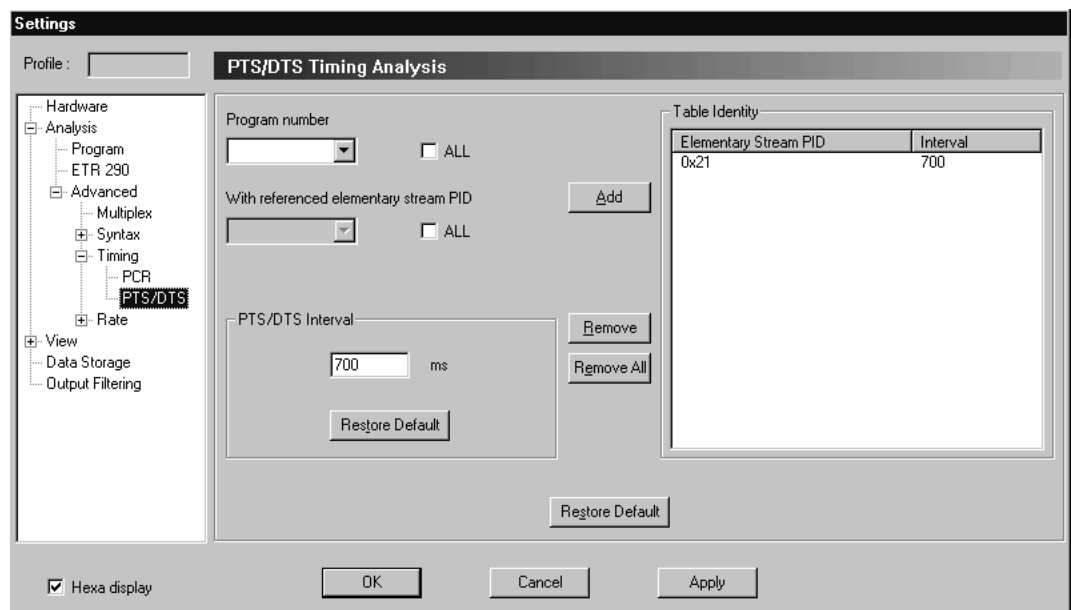 Settings
Profile :
PTS/DTS Timing Analysis
Hardware
Analysis
Program
ETR 290
Advanced
Multiplex
Syntax
Timing
PCR
PTS/DTS
Rate
View
Data Storage
Output Filtering
Program number
ALL
With referenced elementary stream PID
ALL
PTS/DTS Interval
700 ms
Restore Default
Add
Remove
Remove All
Table Identity
Elementary Stream PID Interval
0x21 700
Restore Default
Hexa display
OK
Cancel
Apply